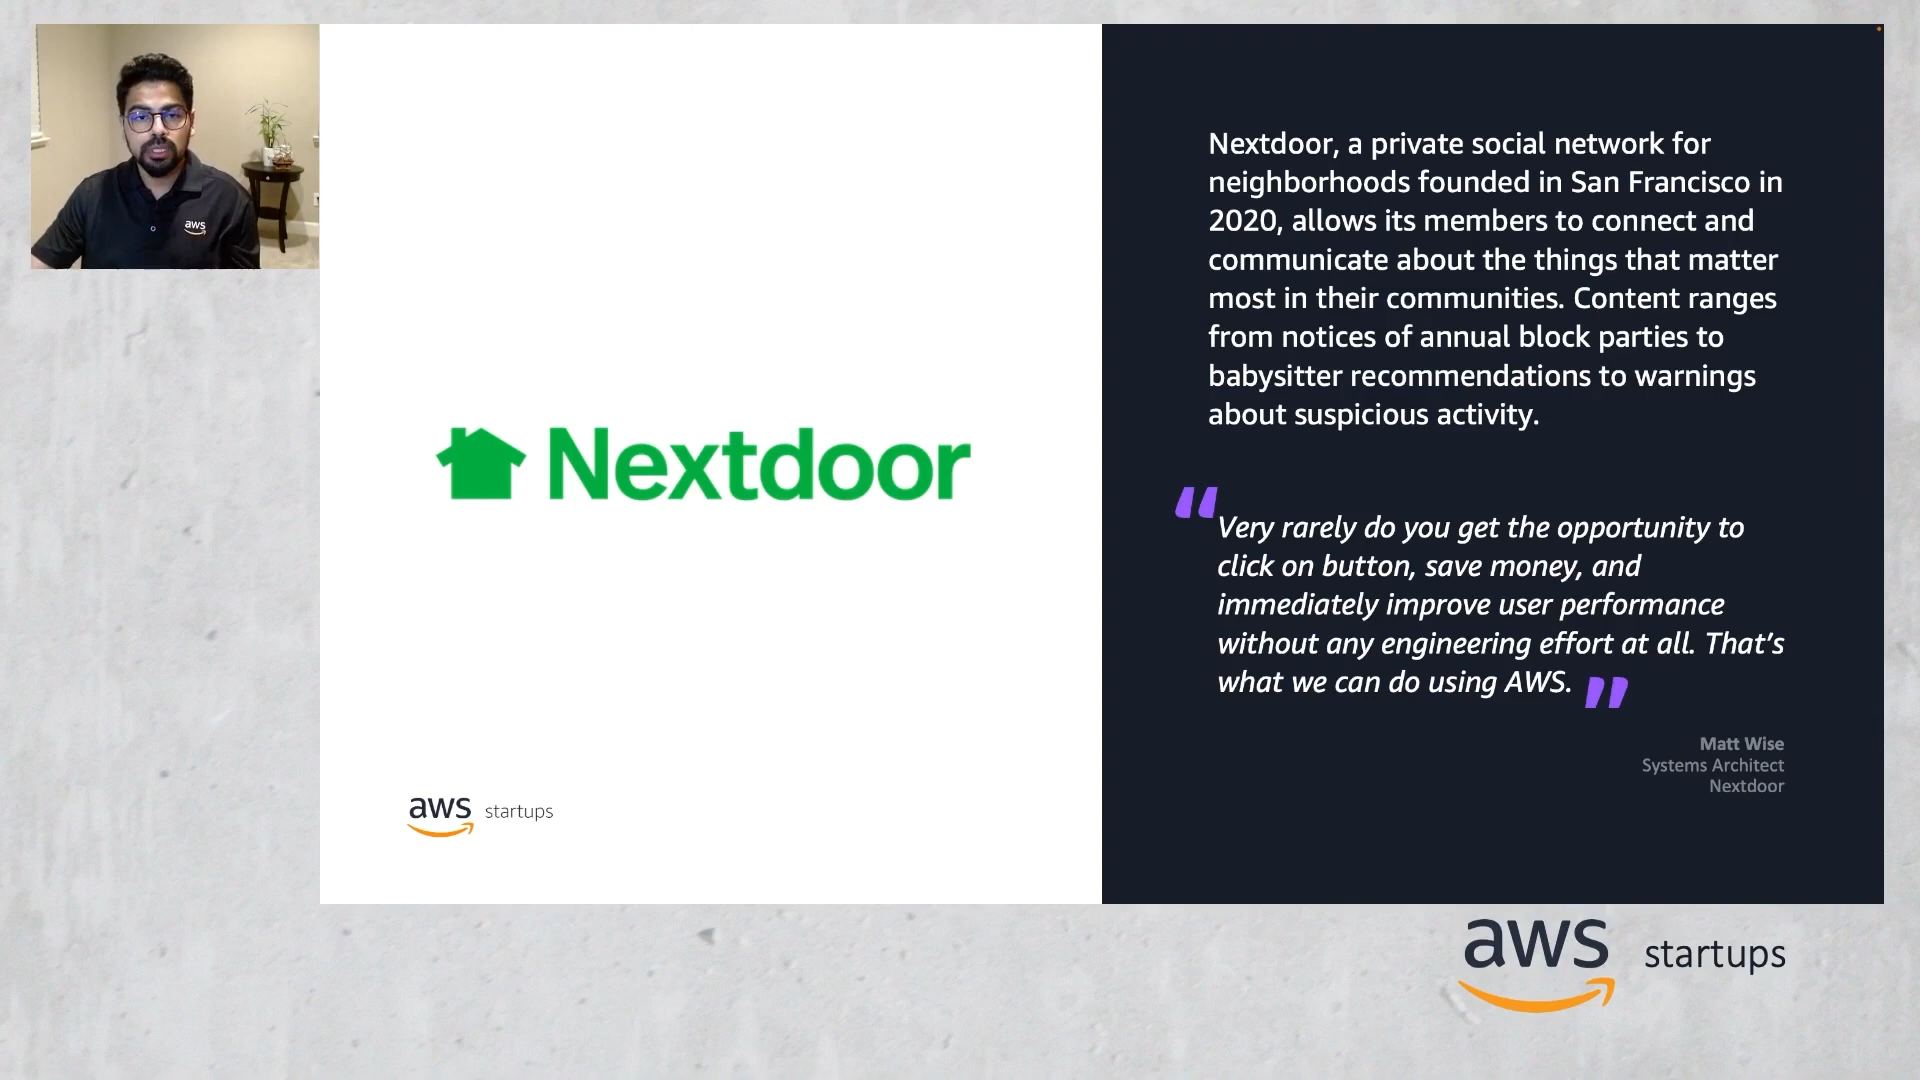 aws
Nextdoor
aws startups
Nextdoor, a private social network for
neighborhoods founded in San Francisco in
2020, allows its members to connect and
communicate about the things that matter
most in their communities. Content ranges
from notices of annual block parties to
babysitter recommendations to warnings
about suspicious activity.
“Very rarely do you get the opportunity to
click on button, save money, and
immediately improve user performance
without any engineering effort at all. That’s
what we can do using AWS.”
Matt Wise
Systems Architect
Nextdoor
aws startups